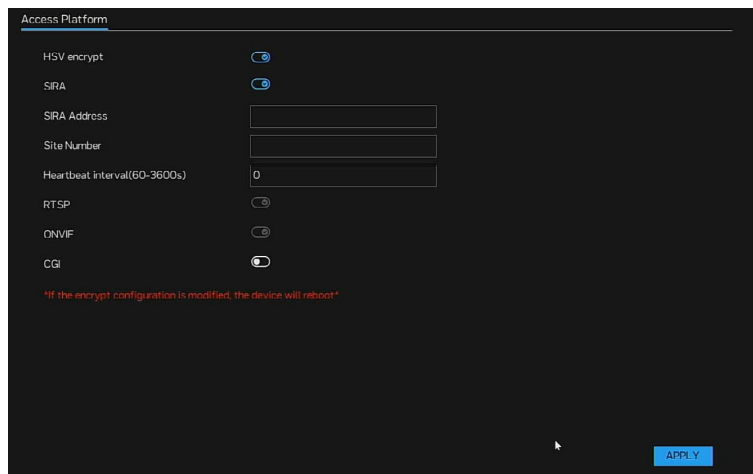 Access Platform
HSV encrypt
SIRA
SIRA Address
Site Number
Heartbeat interval(60-3600s) 0
RTSP
ONVIF
CGI
*If the encrypt configuration is modified, the device will reboot*
APPLY